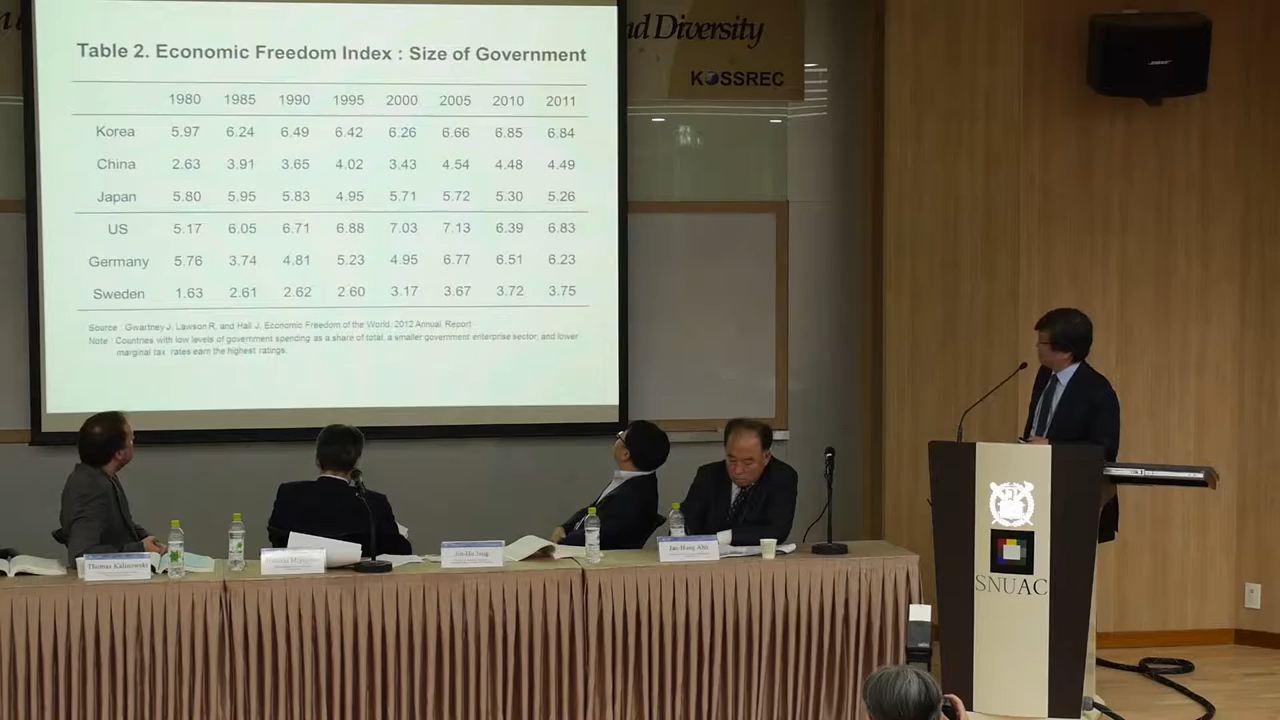 nd Diversity
KOSSREC
BOSE
Table 2. Economic Freedom Index : Size of Government
1980 1985 1990 1995 2000 2005 2010 2011
Korea 5.97 6.24 6.49 6.42 6.26 6.66 6.85 6.84
China 2.63 3.91 3.65 4.02 3.43 4.54 4.48 4.49
Japan 5.80 5.95 5.83 4.95 5.71 5.72 5.30 5.26
US 5.17 6.05 6.71 6.88 7.03 7.13 6.39 6.83
Germany 5.76 3.74 4.81 5.23 4.95 6.77 6.51 6.23
Sweden 1.63 2.61 2.62 2.60 3.17 3.67 3.72 3.75
Source : Gwartney J, Lawson R, and Hall J, Economic Freedom of the World: 2012 Annual Report
Note : Countries with low levels of government spending as a share of total, a smaller government enterprise sector, and lower
marginal tax rates earn the highest ratings.
Thomas Kalinowski
Jin-Ho Jang
Jae-Hung Ahn
SNUAC